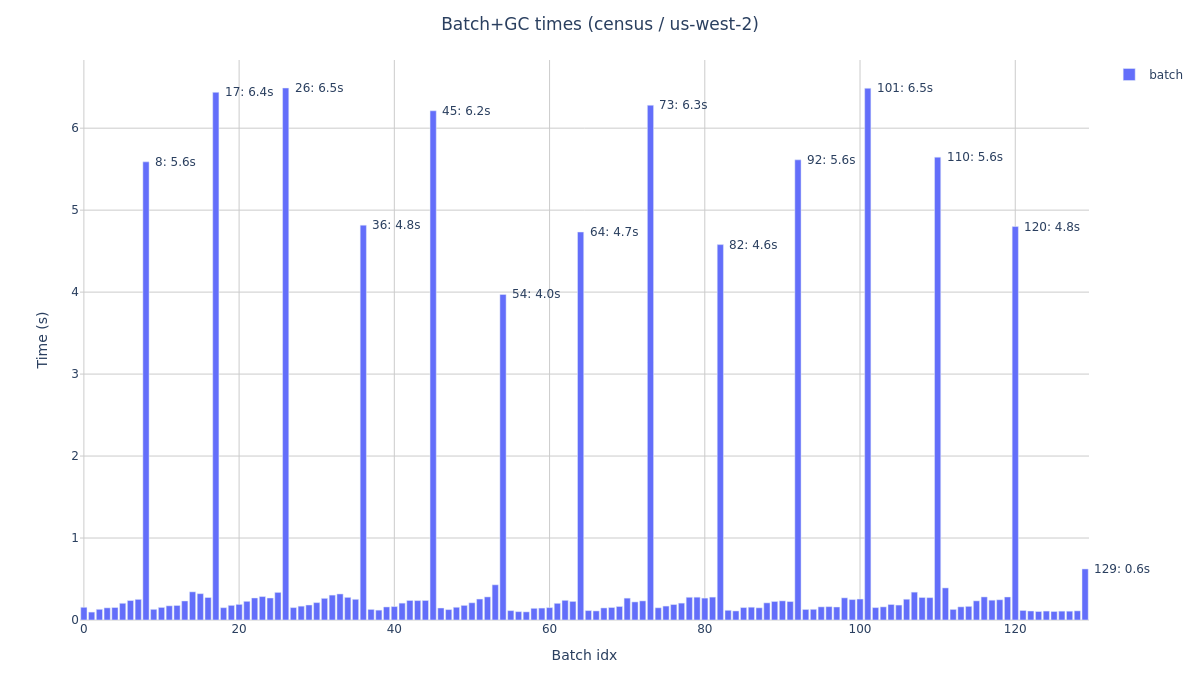 Batch+GC times (census / us-west-2)
batch
Time (s)
6
5
4
3
2
1
0
8: 5.6s
17: 6.4s
26: 6.5s
36: 4.8s
45: 6.2s
54: 4.0s
64: 4.7s
73: 6.3s
82: 4.6s
92: 5.6s
101: 6.5s
110: 5.6s
120: 4.8s
129: 0.6s
0 20 40 60 80 100 120
Batch idx